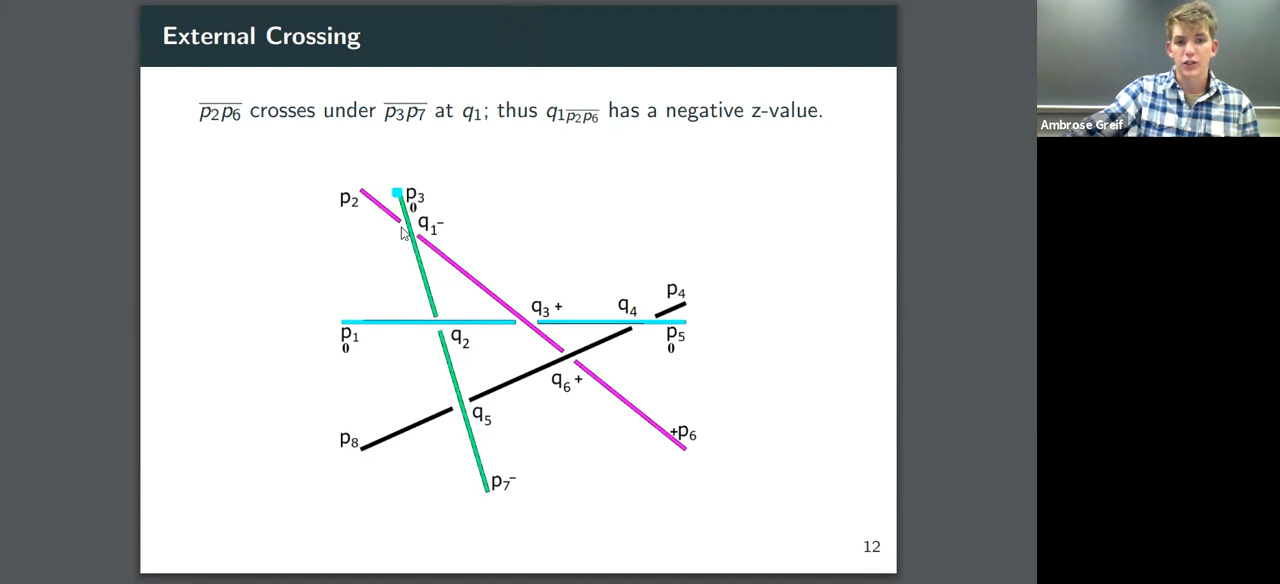 External Crossing
p2p6 crosses under p3p7 at q1; thus q1p2p6 has a negative z-value.
Ambrose Greif
p2
p3
0
q1−
p4
q3 +
q4
p1
0
q2
p5
0
q6 +
q5
p8
+p6
p7−
12